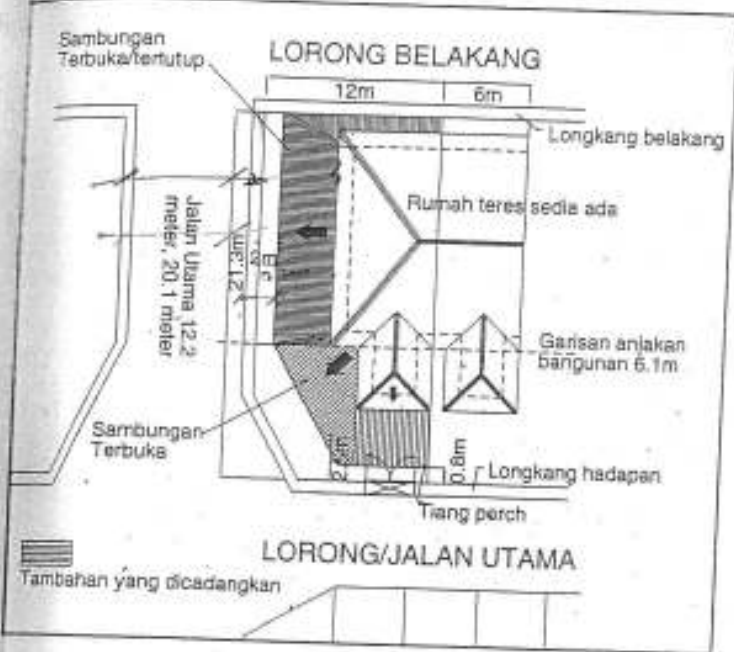 Sambungan
Terbuka/tertutup
LORONG BELAKANG
12m
6m
Longkang belakang
Rumah teres sedia ada
Jalan Utama 12.2
meter, 20.1 meter
21.3m
Garisan anjakan
bangunan 6.1m
Sambungan
Terbuka
0.8m
Longkang hadapan
Tiang perch
LORONG/JALAN UTAMA
Tambahan yang dicadangkan